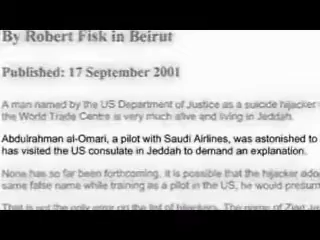 By Robert Fisk in Beirut
Published: 17 September 2001
A man named by the US Department of Justice as a suicide hijacker
the World Trade Centre is very much alive and living in Jeddah.
Abdulrahman al-Omari, a pilot with Saudi Airlines, was astonished to
has visited the US consulate in Jeddah to demand an explanation.
None has so far been forthcoming. It is possible that the hijacker ado
same false name while training as a pilot in the US, he would presum
That is not the only error on the list of hijackers. The name of Ziad